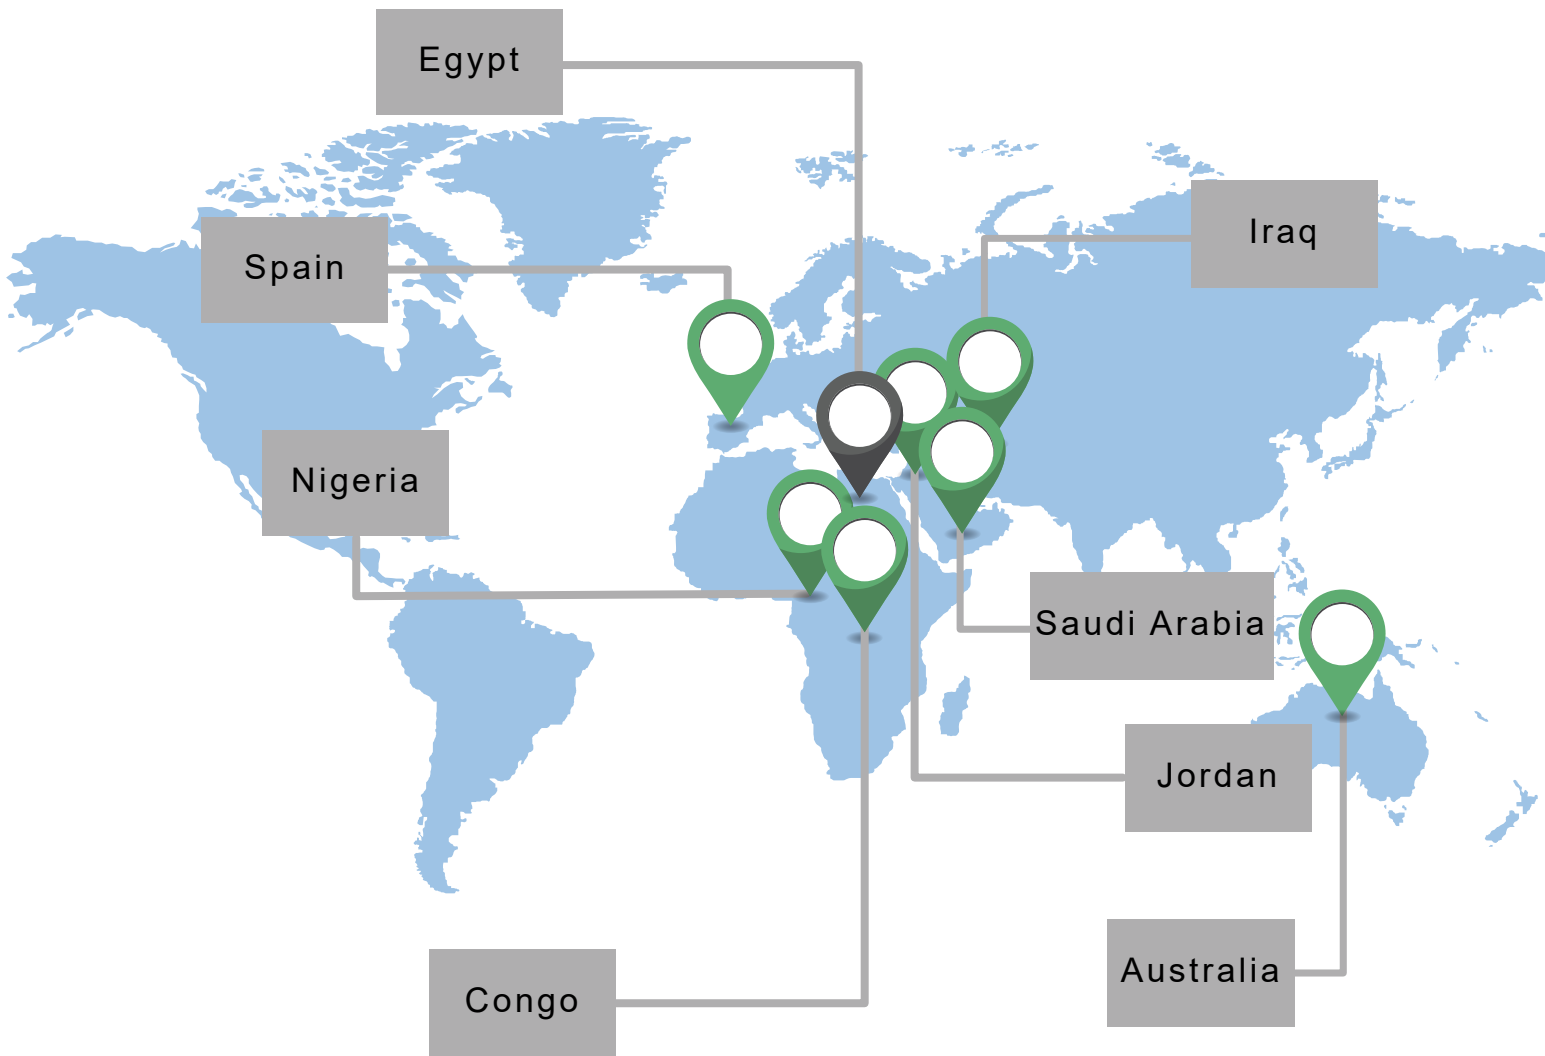 Egypt
Iraq
Spain
Nigeria
Saudi Arabia
Jordan
Australia
Congo